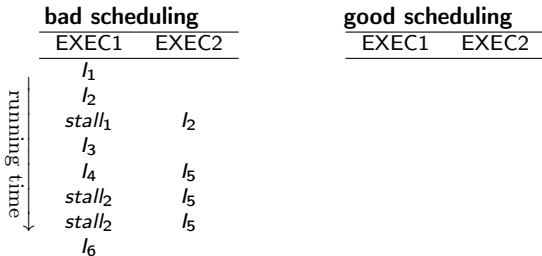 bad scheduling good scheduling
EXEC1 EXEC2 EXEC1 EXEC2
I1
I2
stall1 I2
I3
I4 I5
stall2 I5
stall2 I5
I6
running time